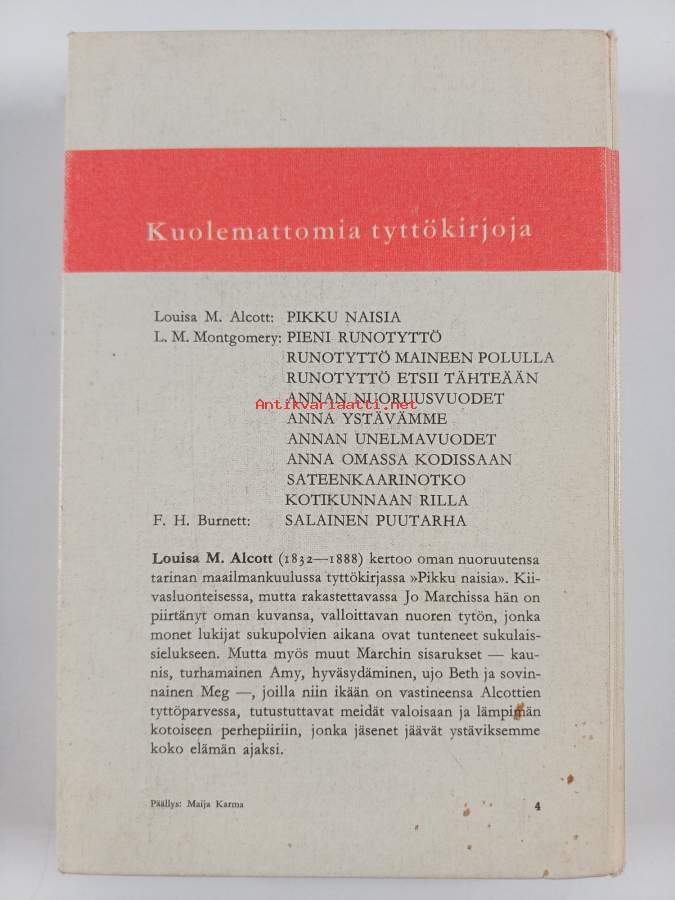 Kuolemattomia tyttökirjoja
Louisa M. Alcott: PIKKU NAISIA
L. M. Montgomery: PIENI RUNOTYTTÖ
RUNOTYTTÖ MAINEEN POLULLA
RUNOTYTTÖ ETSII TÄHTEÄÄN
ANNAN NUORUUSVUODET
Antikvariaatti.net
ANNA YSTÄVÄMME
ANNAN UNELMAVUODET
ANNA OMASSA KODISSAAN
SATEENKAARINOTKO
KOTIKUNNAAN RILLA
F. H. Burnett: SALAINEN PUUTARHA
Louisa M. Alcott (1832—1888) kertoo oman nuoruutensa
tarinan maailmankuulussa tyttökirjassa »Pikku naisia». Kii-
vasluonteisessa, mutta rakastettavassa Jo Marchissa hän on
piirtänyt oman kuvansa, valloittavan nuoren tytön, jonka
monet lukijat sukupolvien aikana ovat tunteneet sukulais-
sielukseen. Mutta myös muut Marchin sisarukset — kau-
nis, turhamainen Amy, hyväsydäminen, ujo Beth ja sovin-
nainen Meg —, joilla niin ikään on vastineensa Alcottien
tyttöparvessa, tutustuttavat meidät valoisaan ja lämpimän
kotoiseen perhepiiriin, jonka jäsenet jäävät ystäviksemme
koko elämän ajaksi.
Päällys: Maija Karma
4